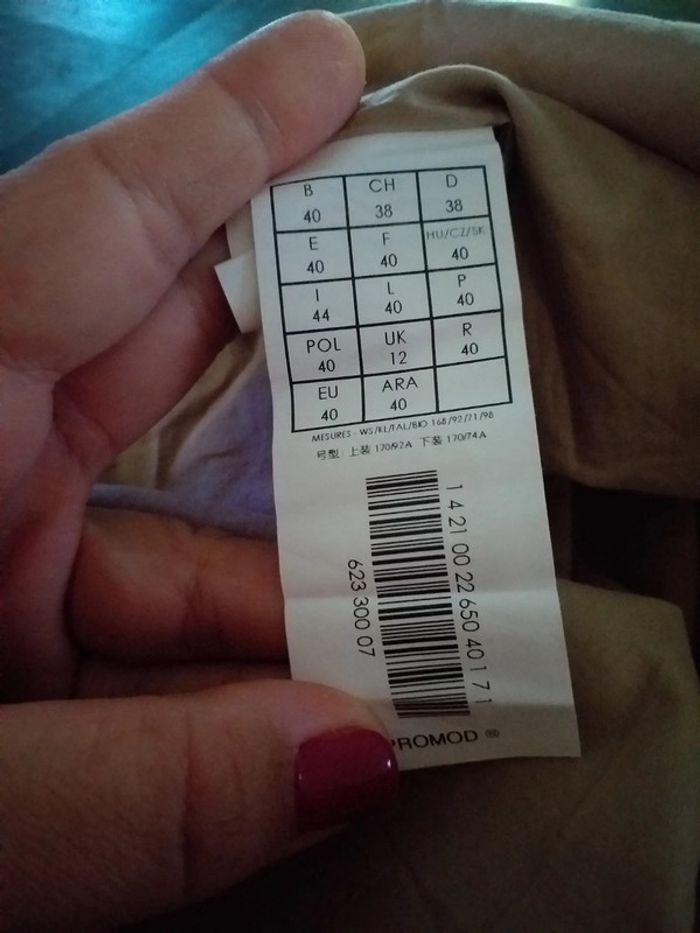 B CH D
40 38 38
E F HU/CZ/SK
40 40 40
I L P
44 40 40
POL UK R
40 12 40
EU ARA
40 40
MESURES - WS/KL/TAL/BIO 168/92/71/98
号型 上装 170/92A 下装 170/74A
1 4 21 00 22 650 40 1 7 1
623 300 07
PROMOD ®